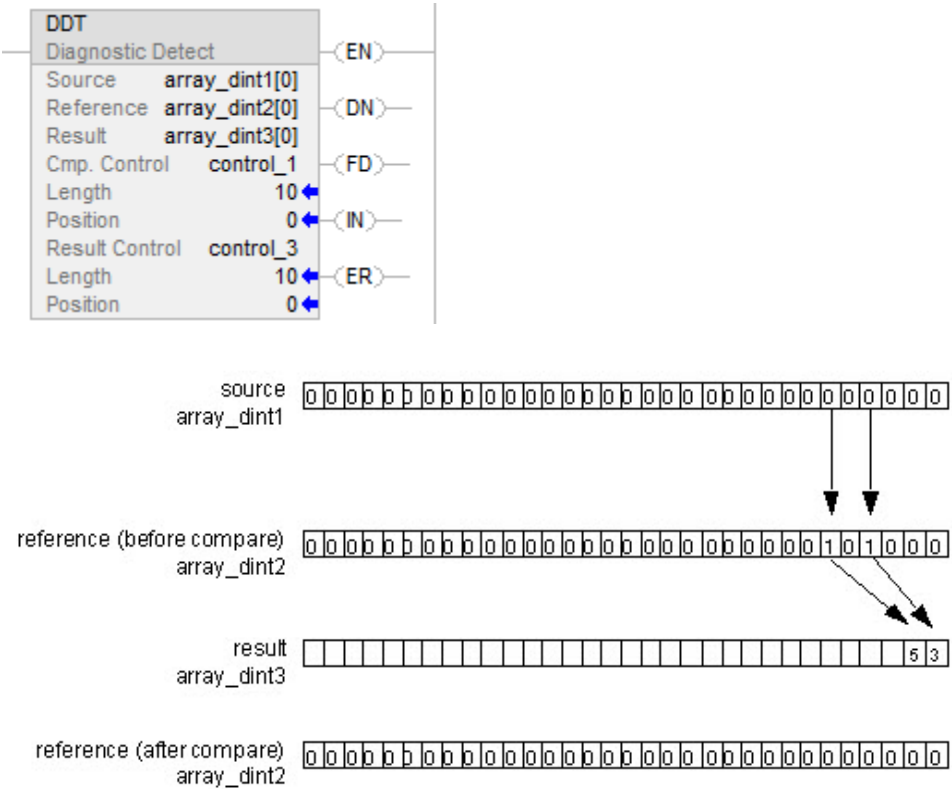 DDT
Diagnostic Detect (EN)
Source array_dint1[0]
Reference array_dint2[0] (DN)
Result array_dint3[0]
Cmp. Control control_1 (FD)
Length 10
Position 0 (IN)
Result Control control_3
Length 10 (ER)
Position 0
source 0 0 0 0 0 0 0 0 0 0 0 0 0 0 0 0 0 0 0 0 0 0 0 0 0 0 0 0 0 0 0 0
array_dint1
reference (before compare) 0 0 0 0 0 0 0 0 0 0 0 0 0 0 0 0 0 0 0 0 0 0 0 0 0 0 1 0 1 0 0 0
array_dint2
result 5 3
array_dint3
reference (after compare) 0 0 0 0 0 0 0 0 0 0 0 0 0 0 0 0 0 0 0 0 0 0 0 0 0 0 0 0 0 0 0 0
array_dint2